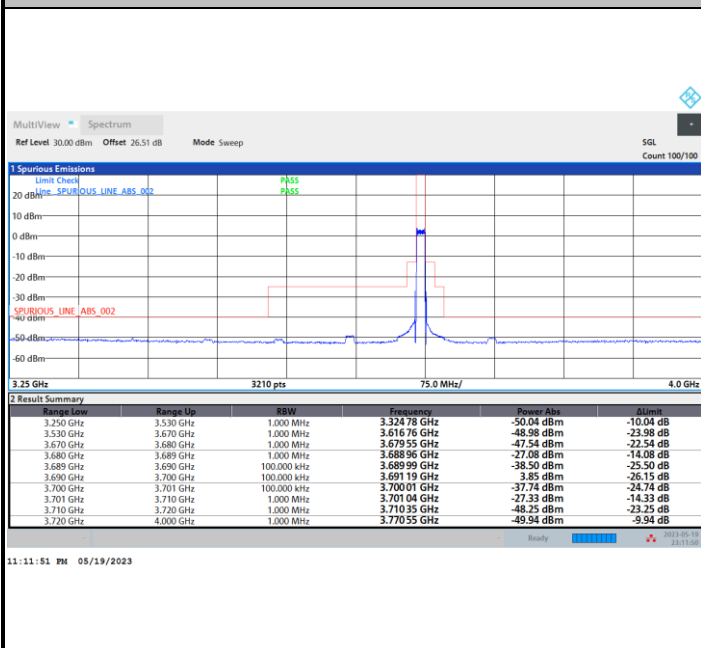 MultiView Spectrum
Ref Level 30.00 dBm Offset 26.51 dB Mode Sweep SGL
Count 100/100
1 Spurious Emissions
Limit Check PASS
Line _SPURIOUS_LINE_ABS_002 PASS
20 dBm
10 dBm
0 dBm
-10 dBm
-20 dBm
-30 dBm
_SPURIOUS_LINE_ABS_002
-40 dBm
-50 dBm
-60 dBm
3.25 GHz 3210 pts 75.0 MHz/ 4.0 GHz
2 Result Summary
Range Low Range Up RBW Frequency Power Abs ΔLimit
3.250 GHz 3.530 GHz 1.000 MHz 3.324 78 GHz -50.04 dBm -10.04 dB
3.530 GHz 3.670 GHz 1.000 MHz 3.616 76 GHz -48.98 dBm -23.98 dB
3.670 GHz 3.680 GHz 1.000 MHz 3.679 55 GHz -47.54 dBm -22.54 dB
3.680 GHz 3.689 GHz 1.000 MHz 3.688 96 GHz -27.08 dBm -14.08 dB
3.689 GHz 3.690 GHz 100.000 kHz 3.689 99 GHz -38.50 dBm -25.50 dB
3.690 GHz 3.700 GHz 100.000 kHz 3.691 19 GHz 3.85 dBm -26.15 dB
3.700 GHz 3.701 GHz 100.000 kHz 3.700 01 GHz -37.74 dBm -24.74 dB
3.701 GHz 3.710 GHz 1.000 MHz 3.701 04 GHz -27.33 dBm -14.33 dB
3.710 GHz 3.720 GHz 1.000 MHz 3.710 35 GHz -48.25 dBm -23.25 dB
3.720 GHz 4.000 GHz 1.000 MHz 3.770 55 GHz -49.94 dBm -9.94 dB
Ready 2023-05-19
23:11:50
11:11:51 PM 05/19/2023